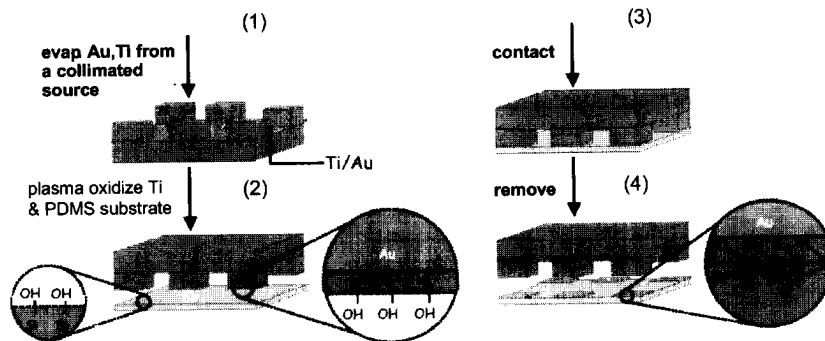 (1)
evap. Au,Ti from
a collimated
source
Ti/Au
(2)
plasma oxidize Ti
& PDMS substrate
Au
OH OH
OH OH OH
(3)
contact
(4)
remove
Au